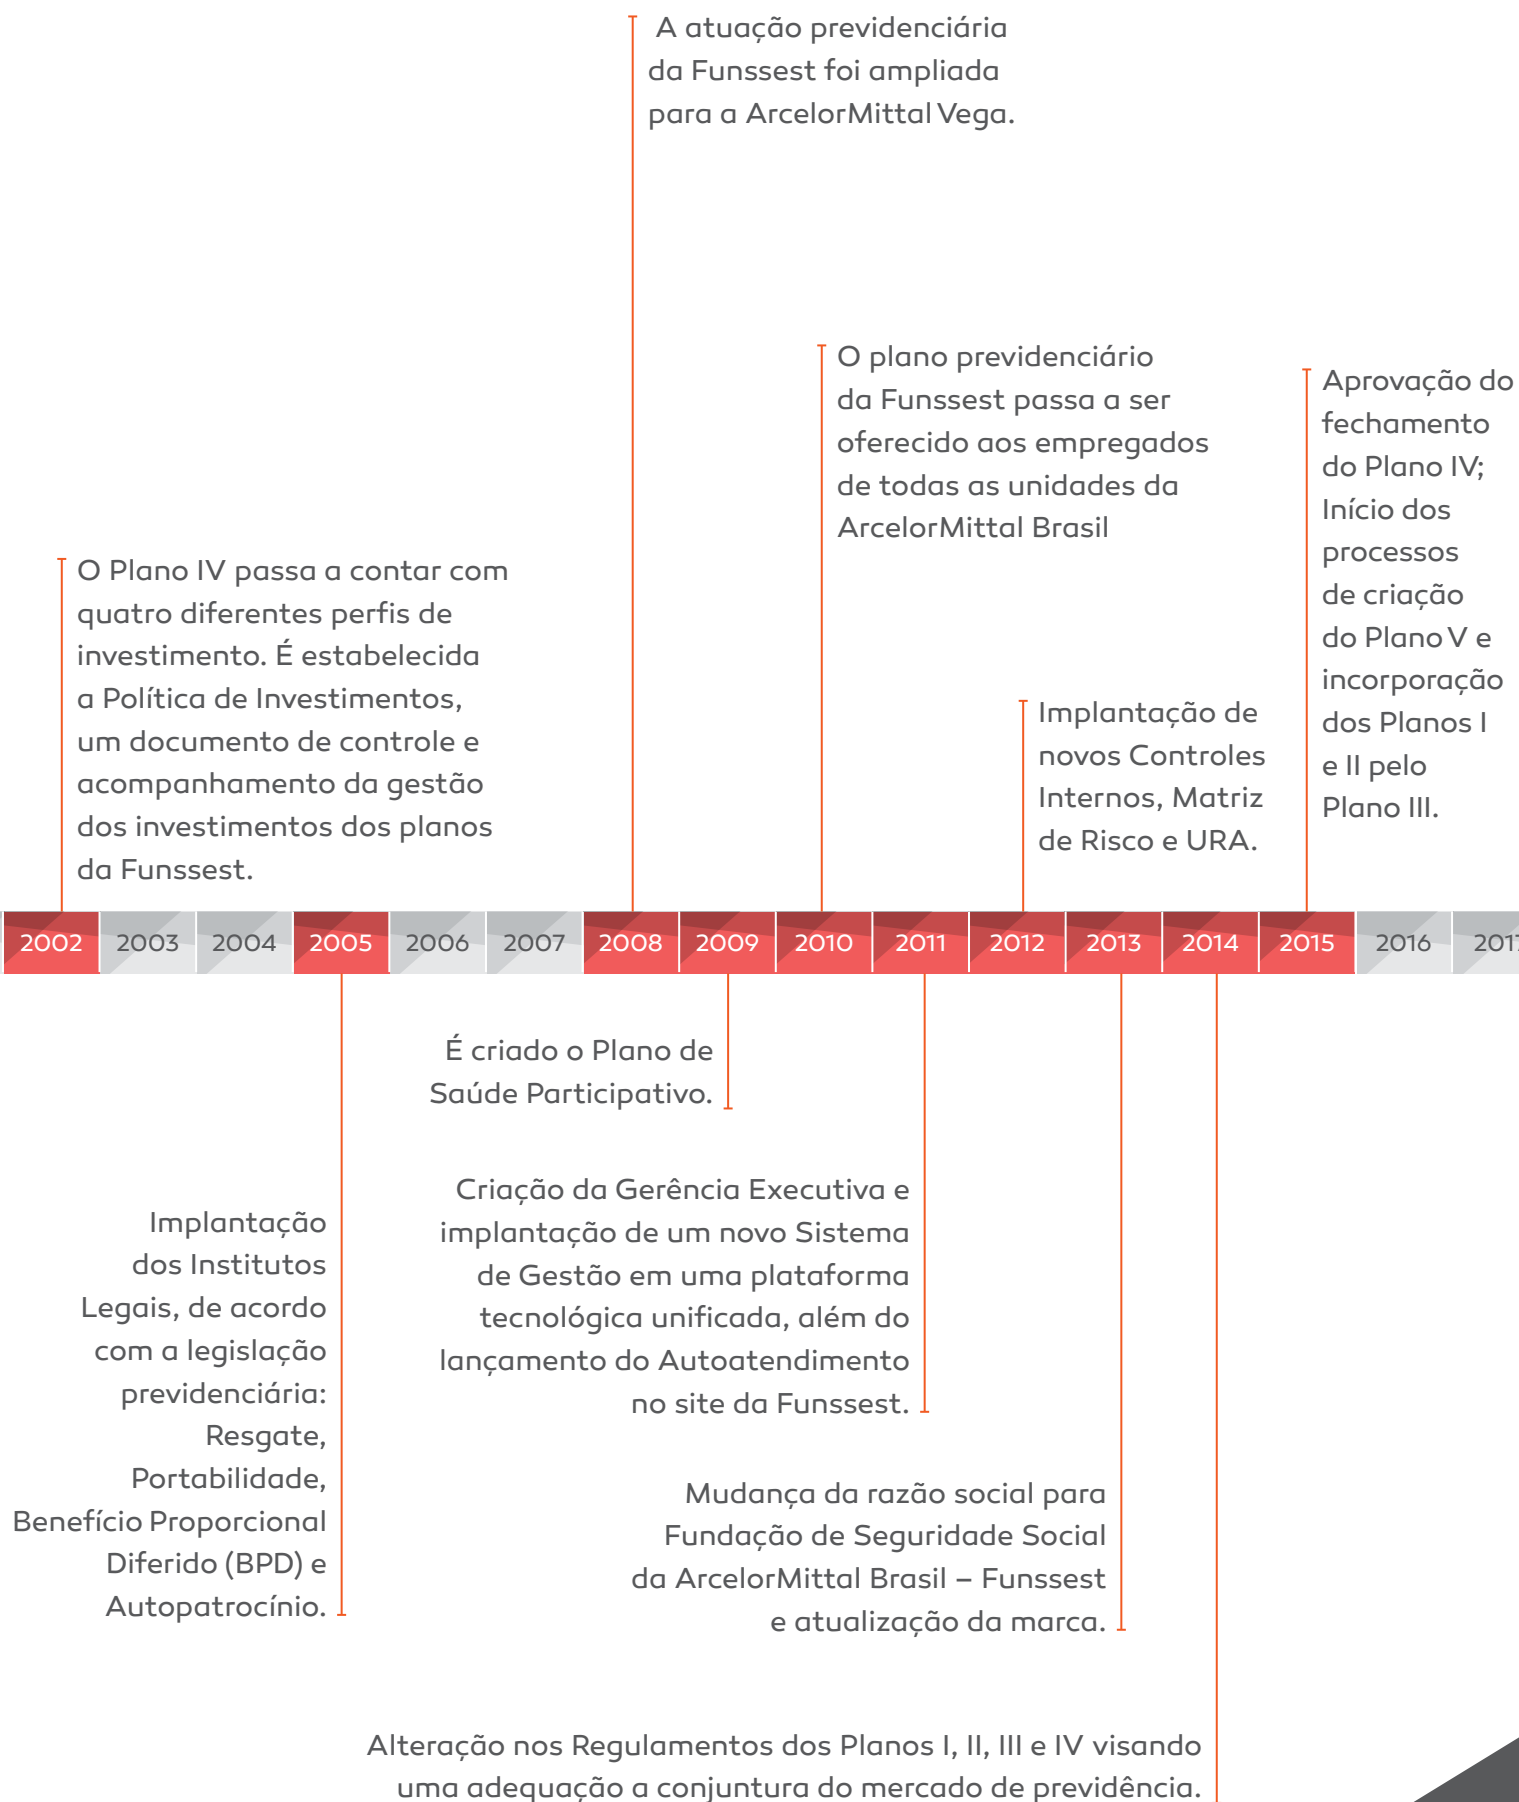 A atuação previdenciária
da Funssest foi ampliada
para a ArcelorMittal Vega.
O plano previdenciário
da Funssest passa a ser
oferecido aos empregados
de todas as unidades da
ArcelorMittal Brasil
Aprovação do
fechamento
do Plano IV;
Início dos
processos
de criação
do Plano V e
incorporação
dos Planos I
e II pelo
Plano III.
O Plano IV passa a contar com
quatro diferentes perfis de
investimento. É estabelecida
a Política de Investimentos,
um documento de controle e
acompanhamento da gestão
dos investimentos dos planos
da Funssest.
Implantação de
novos Controles
Internos, Matriz
de Risco e URA.
2002 2003 2004 2005 2006 2007 2008 2009 2010 2011 2012 2013 2014 2015 2016 2017
É criado o Plano de
Saúde Participativo.
Implantação
dos Institutos
Legais, de acordo
com a legislação
previdenciária:
Resgate,
Portabilidade,
Benefício Proporcional
Diferido (BPD) e
Autopatrocínio.
Criação da Gerência Executiva e
implantação de um novo Sistema
de Gestão em uma plataforma
tecnológica unificada, além do
lançamento do Autoatendimento
no site da Funssest.
Mudança da razão social para
Fundação de Seguridade Social
da ArcelorMittal Brasil – Funssest
e atualização da marca.
Alteração nos Regulamentos dos Planos I, II, III e IV visando
uma adequação a conjuntura do mercado de previdência.